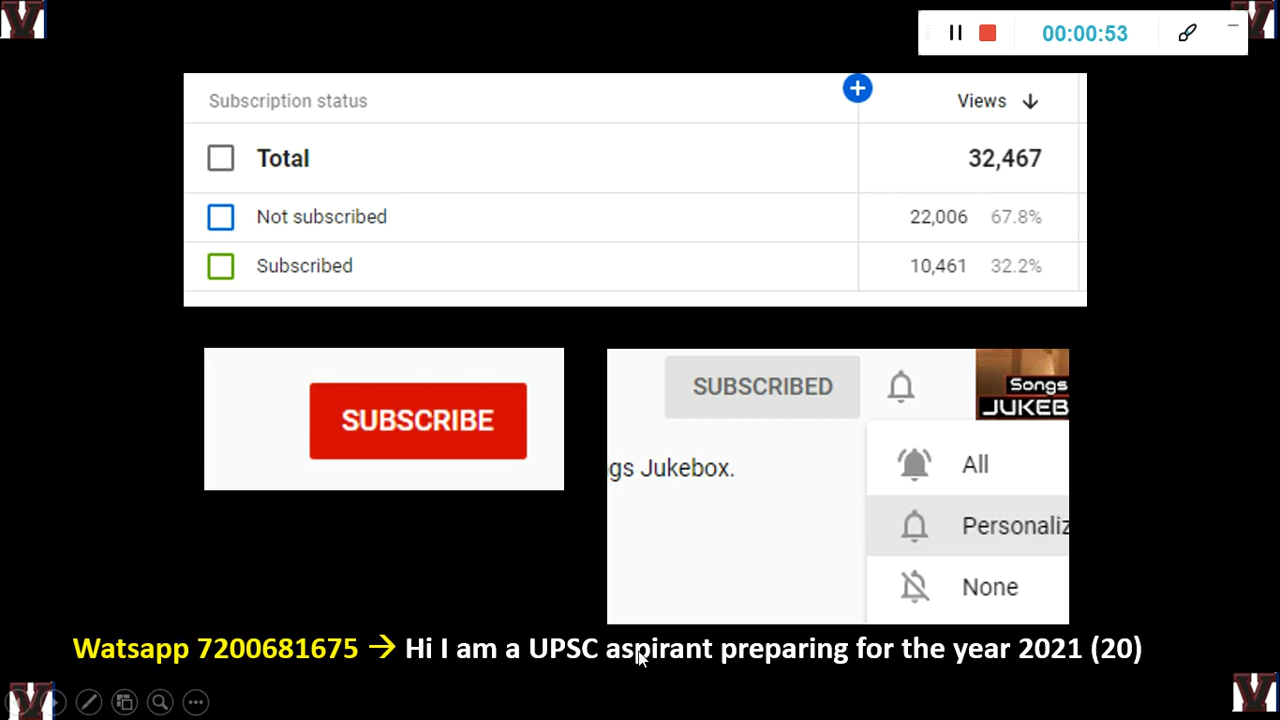 00:00:53
Subscription status Views
Total 32,467
Not subscribed 22,006 67.8%
Subscribed 10,461 32.2%
SUBSCRIBE
SUBSCRIBED
Songs
JUKEB
gs Jukebox.
All
Personaliz
None
Watsapp 7200681675 → Hi I am a UPSC aspirant preparing for the year 2021 (20)